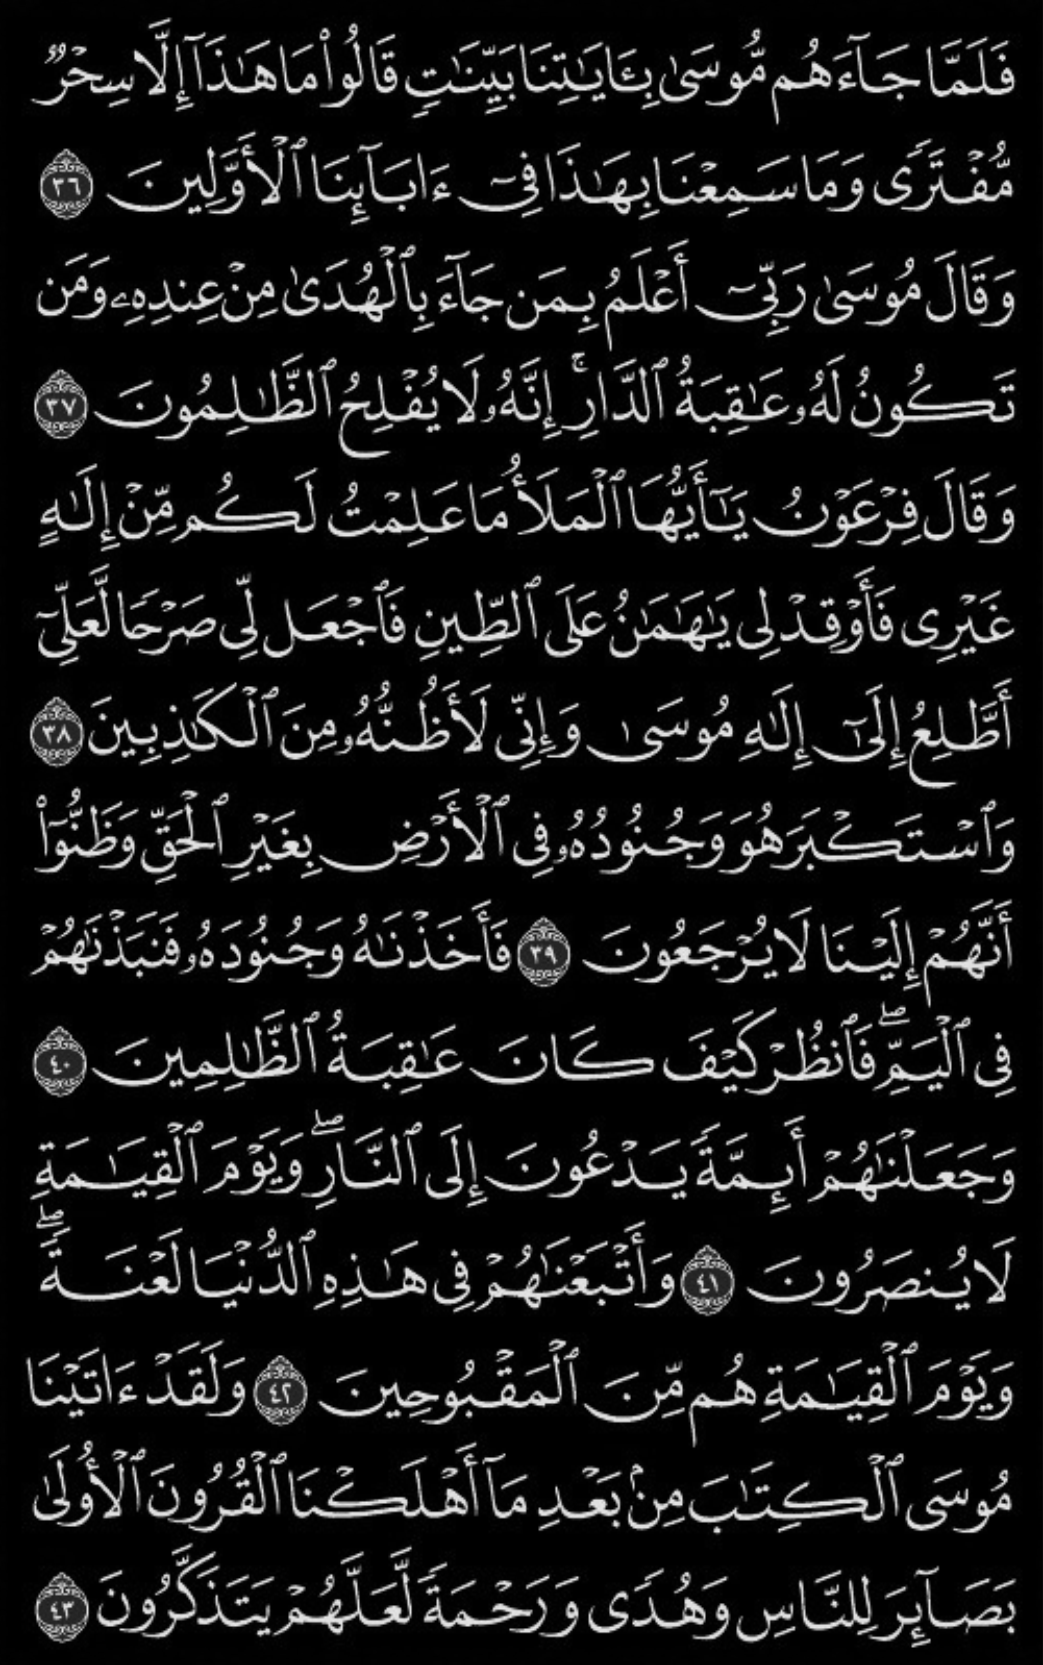 فَلَمَّا جَآءَهُم مُّوسَىٰ بِـَٔايَـٰتِنَا بَيِّنَـٰتٍ قَالُوا۟ مَا هَـٰذَآ إِلَّا سِحْرٌ
مُّفْتَرًى وَمَا سَمِعْنَا بِهَـٰذَا فِىٓ ءَابَآئِنَا ٱلْأَوَّلِينَ ٣٦
وَقَالَ مُوسَىٰ رَبِّىٓ أَعْلَمُ بِمَن جَآءَ بِٱلْهُدَىٰ مِنْ عِندِهِۦ وَمَن
تَكُونُ لَهُۥ عَـٰقِبَةُ ٱلدَّارِ ۚ إِنَّهُۥ لَا يُفْلِحُ ٱلظَّـٰلِمُونَ ٣٧
وَقَالَ فِرْعَوْنُ يَـٰٓأَيُّهَا ٱلْمَلَأُ مَا عَلِمْتُ لَكُم مِّنْ إِلَـٰهٍ
غَيْرِى فَأَوْقِدْ لِى يَـٰهَـٰمَـٰنُ عَلَى ٱلطِّينِ فَٱجْعَل لِّى صَرْحًا لَّعَلِّىٓ
أَطَّلِعُ إِلَىٰٓ إِلَـٰهِ مُوسَىٰ وَإِنِّى لَأَظُنُّهُۥ مِنَ ٱلْكَـٰذِبِينَ ٣٨
وَٱسْتَكْبَرَ هُوَ وَجُنُودُهُۥ فِى ٱلْأَرْضِ بِغَيْرِ ٱلْحَقِّ وَظَنُّوٓا۟
أَنَّهُمْ إِلَيْنَا لَا يُرْجَعُونَ ٣٩ فَأَخَذْنَـٰهُ وَجُنُودَهُۥ فَنَبَذْنَـٰهُمْ
فِى ٱلْيَمِّ ۖ فَٱنظُرْ كَيْفَ كَانَ عَـٰقِبَةُ ٱلظَّـٰلِمِينَ ٤٠
وَجَعَلْنَـٰهُمْ أَئِمَّةً يَدْعُونَ إِلَى ٱلنَّارِ ۖ وَيَوْمَ ٱلْقِيَـٰمَةِ
لَا يُنصَرُونَ ٤١ وَأَتْبَعْنَـٰهُمْ فِى هَـٰذِهِ ٱلدُّنْيَا لَعْنَةً ۖ
وَيَوْمَ ٱلْقِيَـٰمَةِ هُم مِّنَ ٱلْمَقْبُوحِينَ ٤٢ وَلَقَدْ ءَاتَيْنَا
مُوسَى ٱلْكِتَـٰبَ مِنۢ بَعْدِ مَآ أَهْلَكْنَا ٱلْقُرُونَ ٱلْأُولَىٰ
بَصَآئِرَ لِلنَّاسِ وَهُدًى وَرَحْمَةً لَّعَلَّهُمْ يَتَذَكَّرُونَ ٤٣